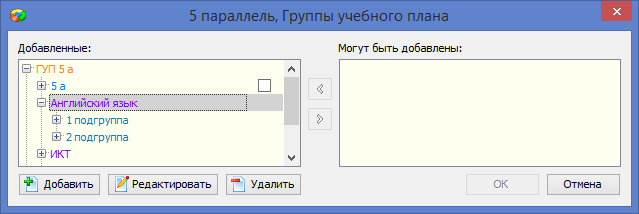 5 параллель, Группы учебного плана
Добавленные:
Могут быть добавлены:
ГУП 5 а
5 а
Английский язык
1 подгруппа
2 подгруппа
ИКТ
Добавить
Редактировать
Удалить
OK
Отмена